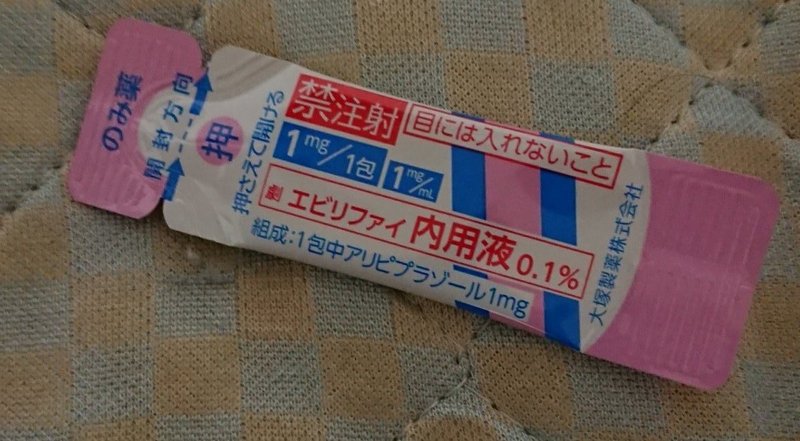 のみ薬
開封方向
押
押さえて開ける
禁注射 目には入れないこと
1mg/1包 1mg/mL
エビリファイ 内用液 0.1%
組成:1包中アリピプラゾール1mg
大塚製薬株式会社